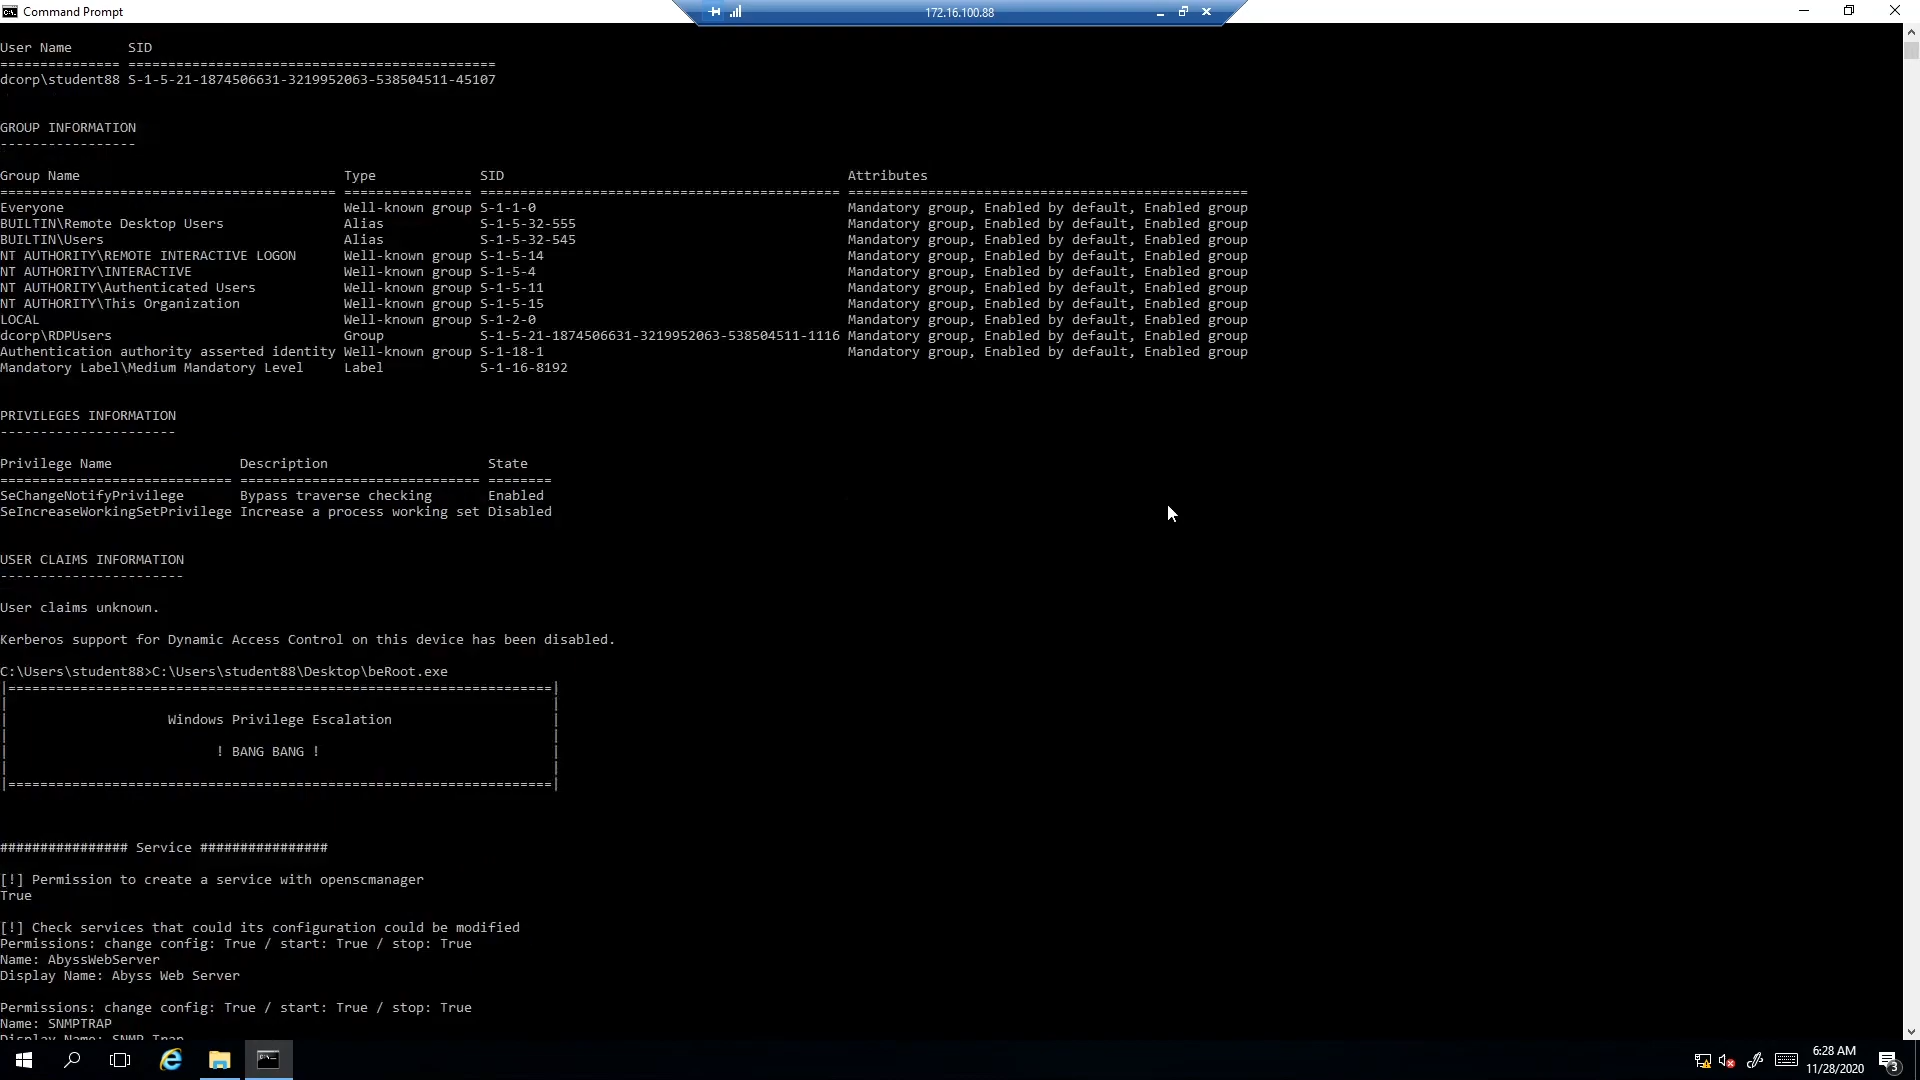 Command Prompt
172.16.100.88
User Name       SID
=============== ==============================================
dcorp\student88 S-1-5-21-1874506631-3219952063-538504511-45107
GROUP INFORMATION
-----------------
Group Name                                 Type             SID                                           Attributes
========================================== ================ ============================================= ==================================================
Everyone                                   Well-known group S-1-1-0                                       Mandatory group, Enabled by default, Enabled group
BUILTIN\Remote Desktop Users               Alias            S-1-5-32-555                                  Mandatory group, Enabled by default, Enabled group
BUILTIN\Users                              Alias            S-1-5-32-545                                  Mandatory group, Enabled by default, Enabled group
NT AUTHORITY\REMOTE INTERACTIVE LOGON      Well-known group S-1-5-14                                      Mandatory group, Enabled by default, Enabled group
NT AUTHORITY\INTERACTIVE                   Well-known group S-1-5-4                                       Mandatory group, Enabled by default, Enabled group
NT AUTHORITY\Authenticated Users           Well-known group S-1-5-11                                      Mandatory group, Enabled by default, Enabled group
NT AUTHORITY\This Organization             Well-known group S-1-5-15                                      Mandatory group, Enabled by default, Enabled group
LOCAL                                      Well-known group S-1-2-0                                       Mandatory group, Enabled by default, Enabled group
dcorp\RDPUsers                             Group            S-1-5-21-1874506631-3219952063-538504511-1116 Mandatory group, Enabled by default, Enabled group
Authentication authority asserted identity Well-known group S-1-18-1                                      Mandatory group, Enabled by default, Enabled group
Mandatory Label\Medium Mandatory Level     Label            S-1-16-8192
PRIVILEGES INFORMATION
----------------------
Privilege Name                Description                    State
============================= ============================== ========
SeChangeNotifyPrivilege       Bypass traverse checking       Enabled
SeIncreaseWorkingSetPrivilege Increase a process working set Disabled
USER CLAIMS INFORMATION
-----------------------
User claims unknown.
Kerberos support for Dynamic Access Control on this device has been disabled.
C:\Users\student88>C:\Users\student88\Desktop\beRoot.exe
|====================================================================|
|                    Windows Privilege Escalation                    |
|                          ! BANG BANG !                             |
|====================================================================|
################ Service ################
[!] Permission to create a service with openscmanager
True
[!] Check services that could its configuration could be modified
Permissions: change config: True / start: True / stop: True
Name: AbyssWebServer
Display Name: Abyss Web Server
Permissions: change config: True / start: True / stop: True
Name: SNMPTRAP
Display Name: SNMP Trap
6:28 AM
11/28/2020
3